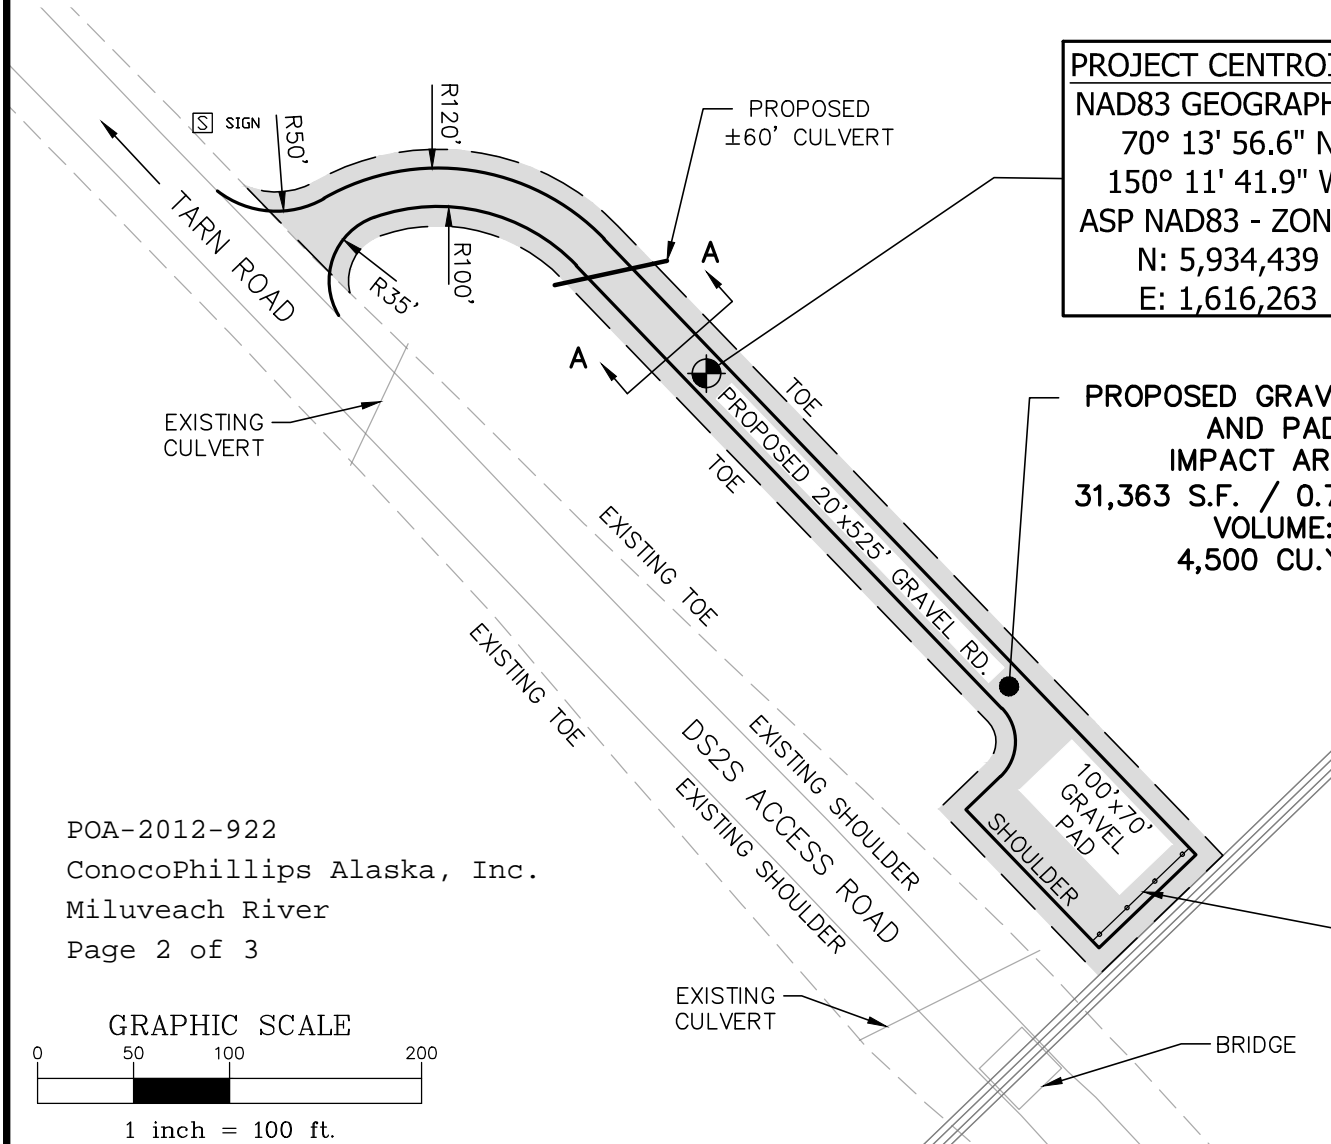 PROJECT CENTROI
NAD83 GEOGRAPH
70° 13' 56.6" N
150° 11' 41.9" W
ASP NAD83 - ZON
N: 5,934,439
E: 1,616,263
PROPOSED
±60' CULVERT
S SIGN
R50'
R120'
R100'
R35'
TARN ROAD
A
A
EXISTING
CULVERT
TOE
TOE
PROPOSED 20'x525' GRAVEL RD.
PROPOSED GRAV
AND PAD
IMPACT AR
31,363 S.F. / 0.7
VOLUME:
4,500 CU.Y
EXISTING TOE
EXISTING TOE
DS2S ACCESS ROAD
EXISTING SHOULDER
EXISTING SHOULDER
100'x70'
GRAVEL
PAD
SHOULDER
POA-2012-922
ConocoPhillips Alaska, Inc.
Miluveach River
Page 2 of 3
EXISTING
CULVERT
BRIDGE
GRAPHIC SCALE
0 50 100 200
1 inch = 100 ft.